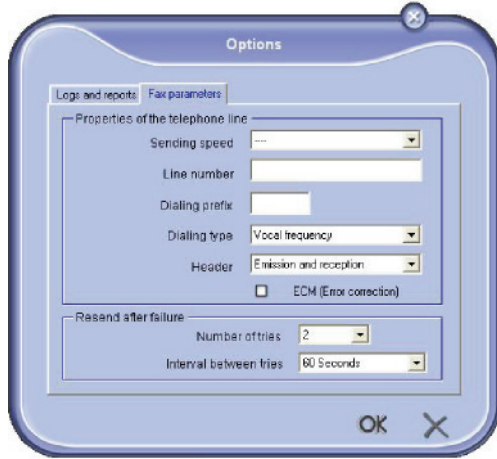 Options
Logs and reports Fax parameters
Properties of the telephone line
Sending speed ----
Line number
Dialing prefix
Dialing type Vocal frequency
Header Emission and reception
ECM (Error correction)
Resend after failure
Number of tries 2
Interval between tries 60 Seconds
OK